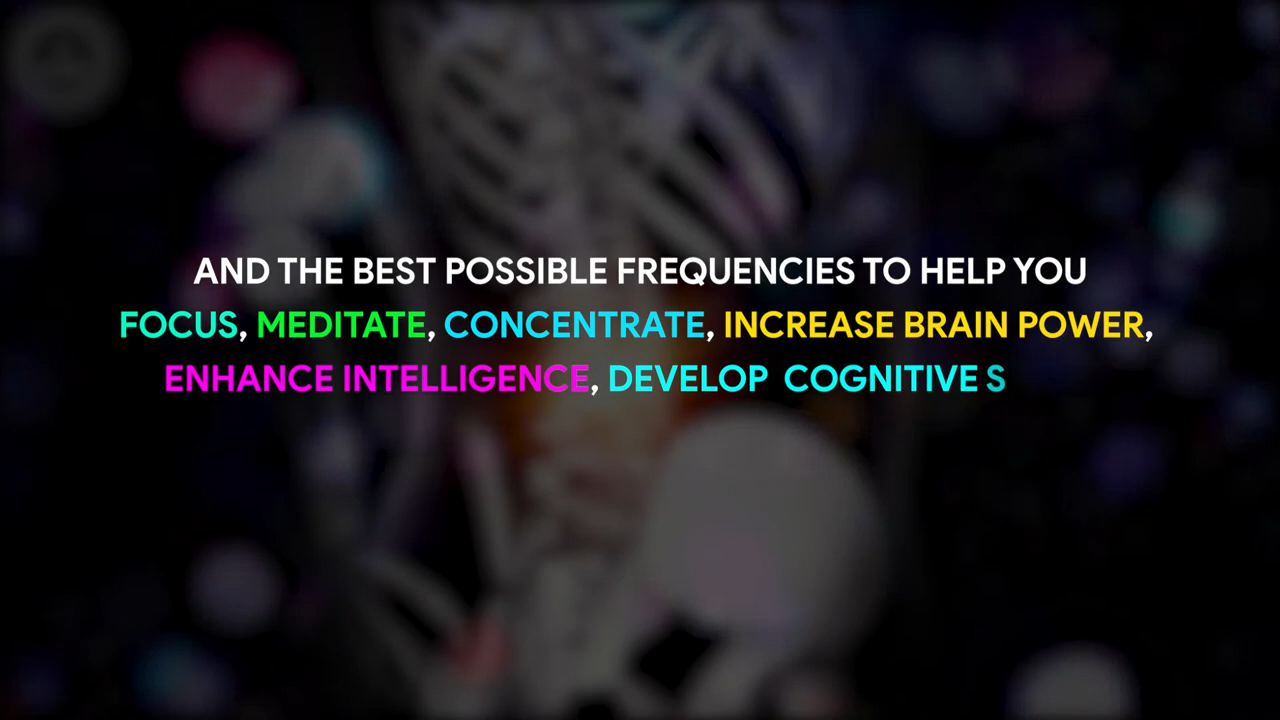 AND THE BEST POSSIBLE FREQUENCIES TO HELP YOU
FOCUS, MEDITATE, CONCENTRATE, INCREASE BRAIN POWER,
ENHANCE INTELLIGENCE, DEVELOP COGNITIVE S